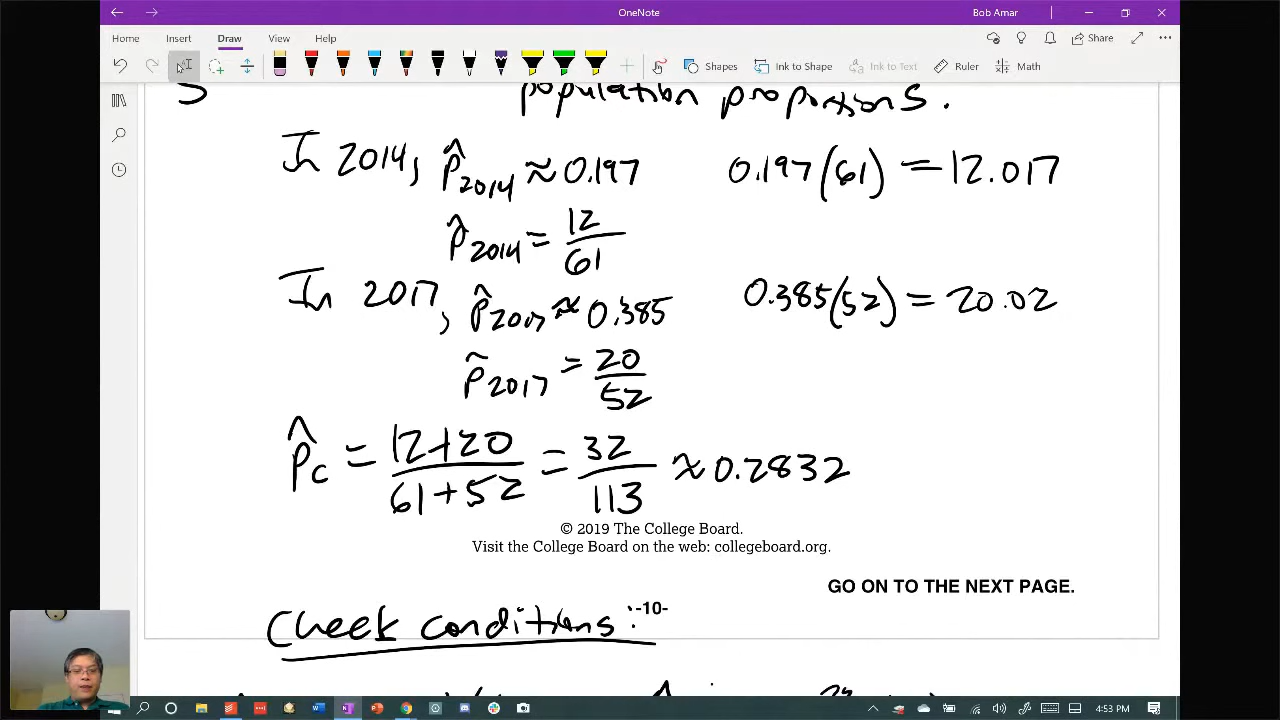 OneNote
Bob Amar
Home Insert Draw View Help
Share
Shapes Ink to Shape Ink to Text Ruler Math
population proportions.
In 2014, p̂2014 ≈ 0.197 0.197(61) = 12.017
p̂2014 = 12/61
In 2017, p̂2017 ≈ 0.385 0.385(52) = 20.02
p̂2017 = 20/52
p̂c = 12+20/61+52 = 32/113 ≈ 0.2832
© 2019 The College Board.
Visit the College Board on the web: collegeboard.org.
GO ON TO THE NEXT PAGE.
-10-
Check conditions:
4:53 PM